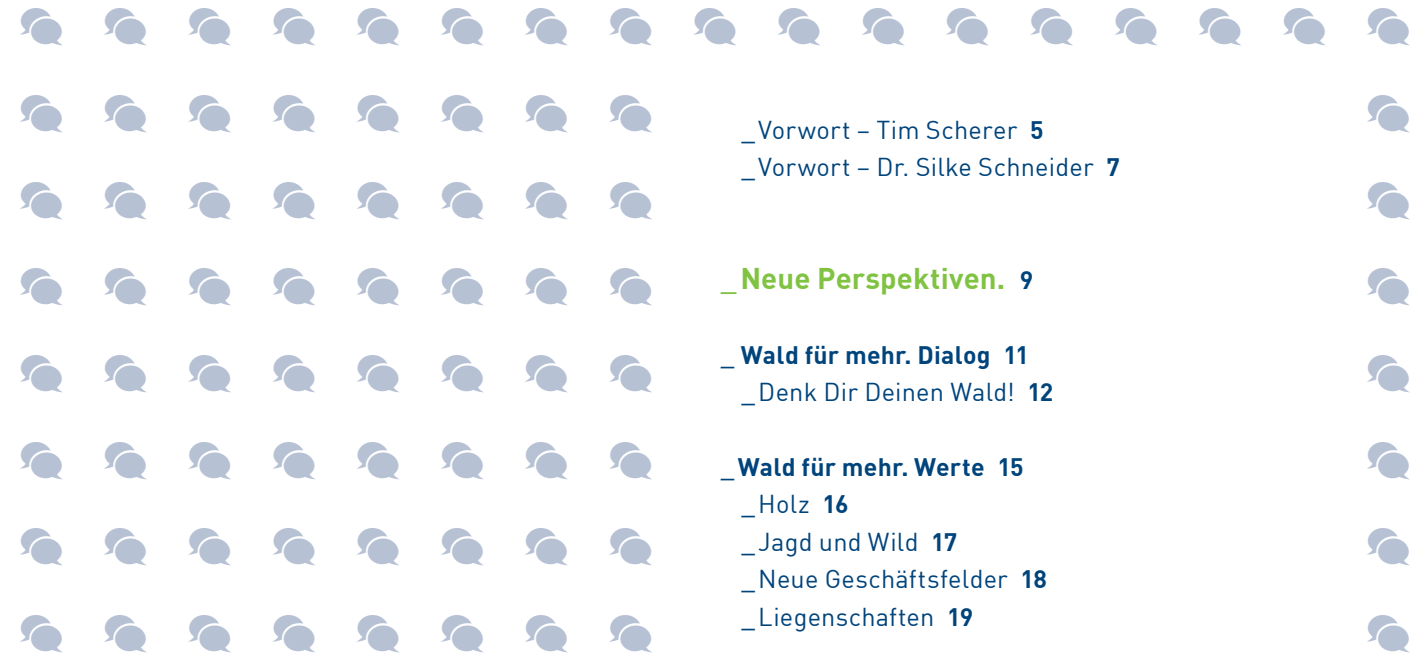 _Vorwort – Tim Scherer 5
_Vorwort – Dr. Silke Schneider 7
_Neue Perspektiven. 9
_Wald für mehr. Dialog 11
_Denk Dir Deinen Wald! 12
_Wald für mehr. Werte 15
_Holz 16
_Jagd und Wild 17
_Neue Geschäftsfelder 18
_Liegenschaften 19